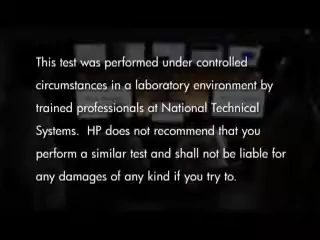 This test was performed under controlled
circumstances in a laboratory environment by
trained professionals at National Technical
Systems.  HP does not recommend that you
perform a similar test and shall not be liable for
any damages of any kind if you try to.